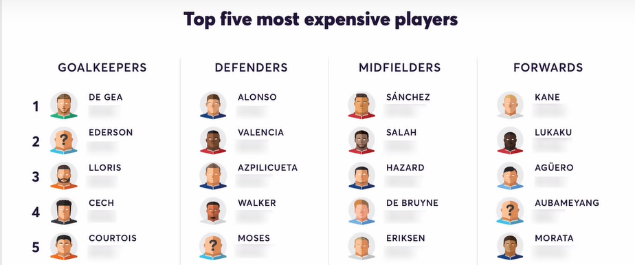 Top five most expensive players
GOALKEEPERS DEFENDERS MIDFIELDERS FORWARDS
1 DE GEA ALONSO SÁNCHEZ KANE
2 ? EDERSON VALENCIA SALAH LUKAKU
3 LLORIS AZPILICUETA HAZARD AGÜERO
4 CECH WALKER DE BRUYNE ? AUBAMEYANG
5 COURTOIS ? MOSES ERIKSEN MORATA